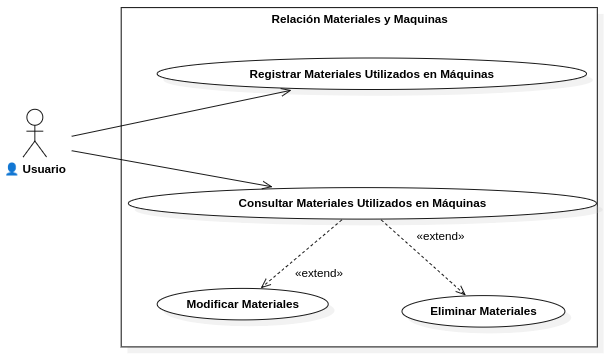 Relación Materiales y Maquinas
Registrar Materiales Utilizados en Máquinas
Usuario
Consultar Materiales Utilizados en Máquinas
«extend»
«extend»
Modificar Materiales
Eliminar Materiales